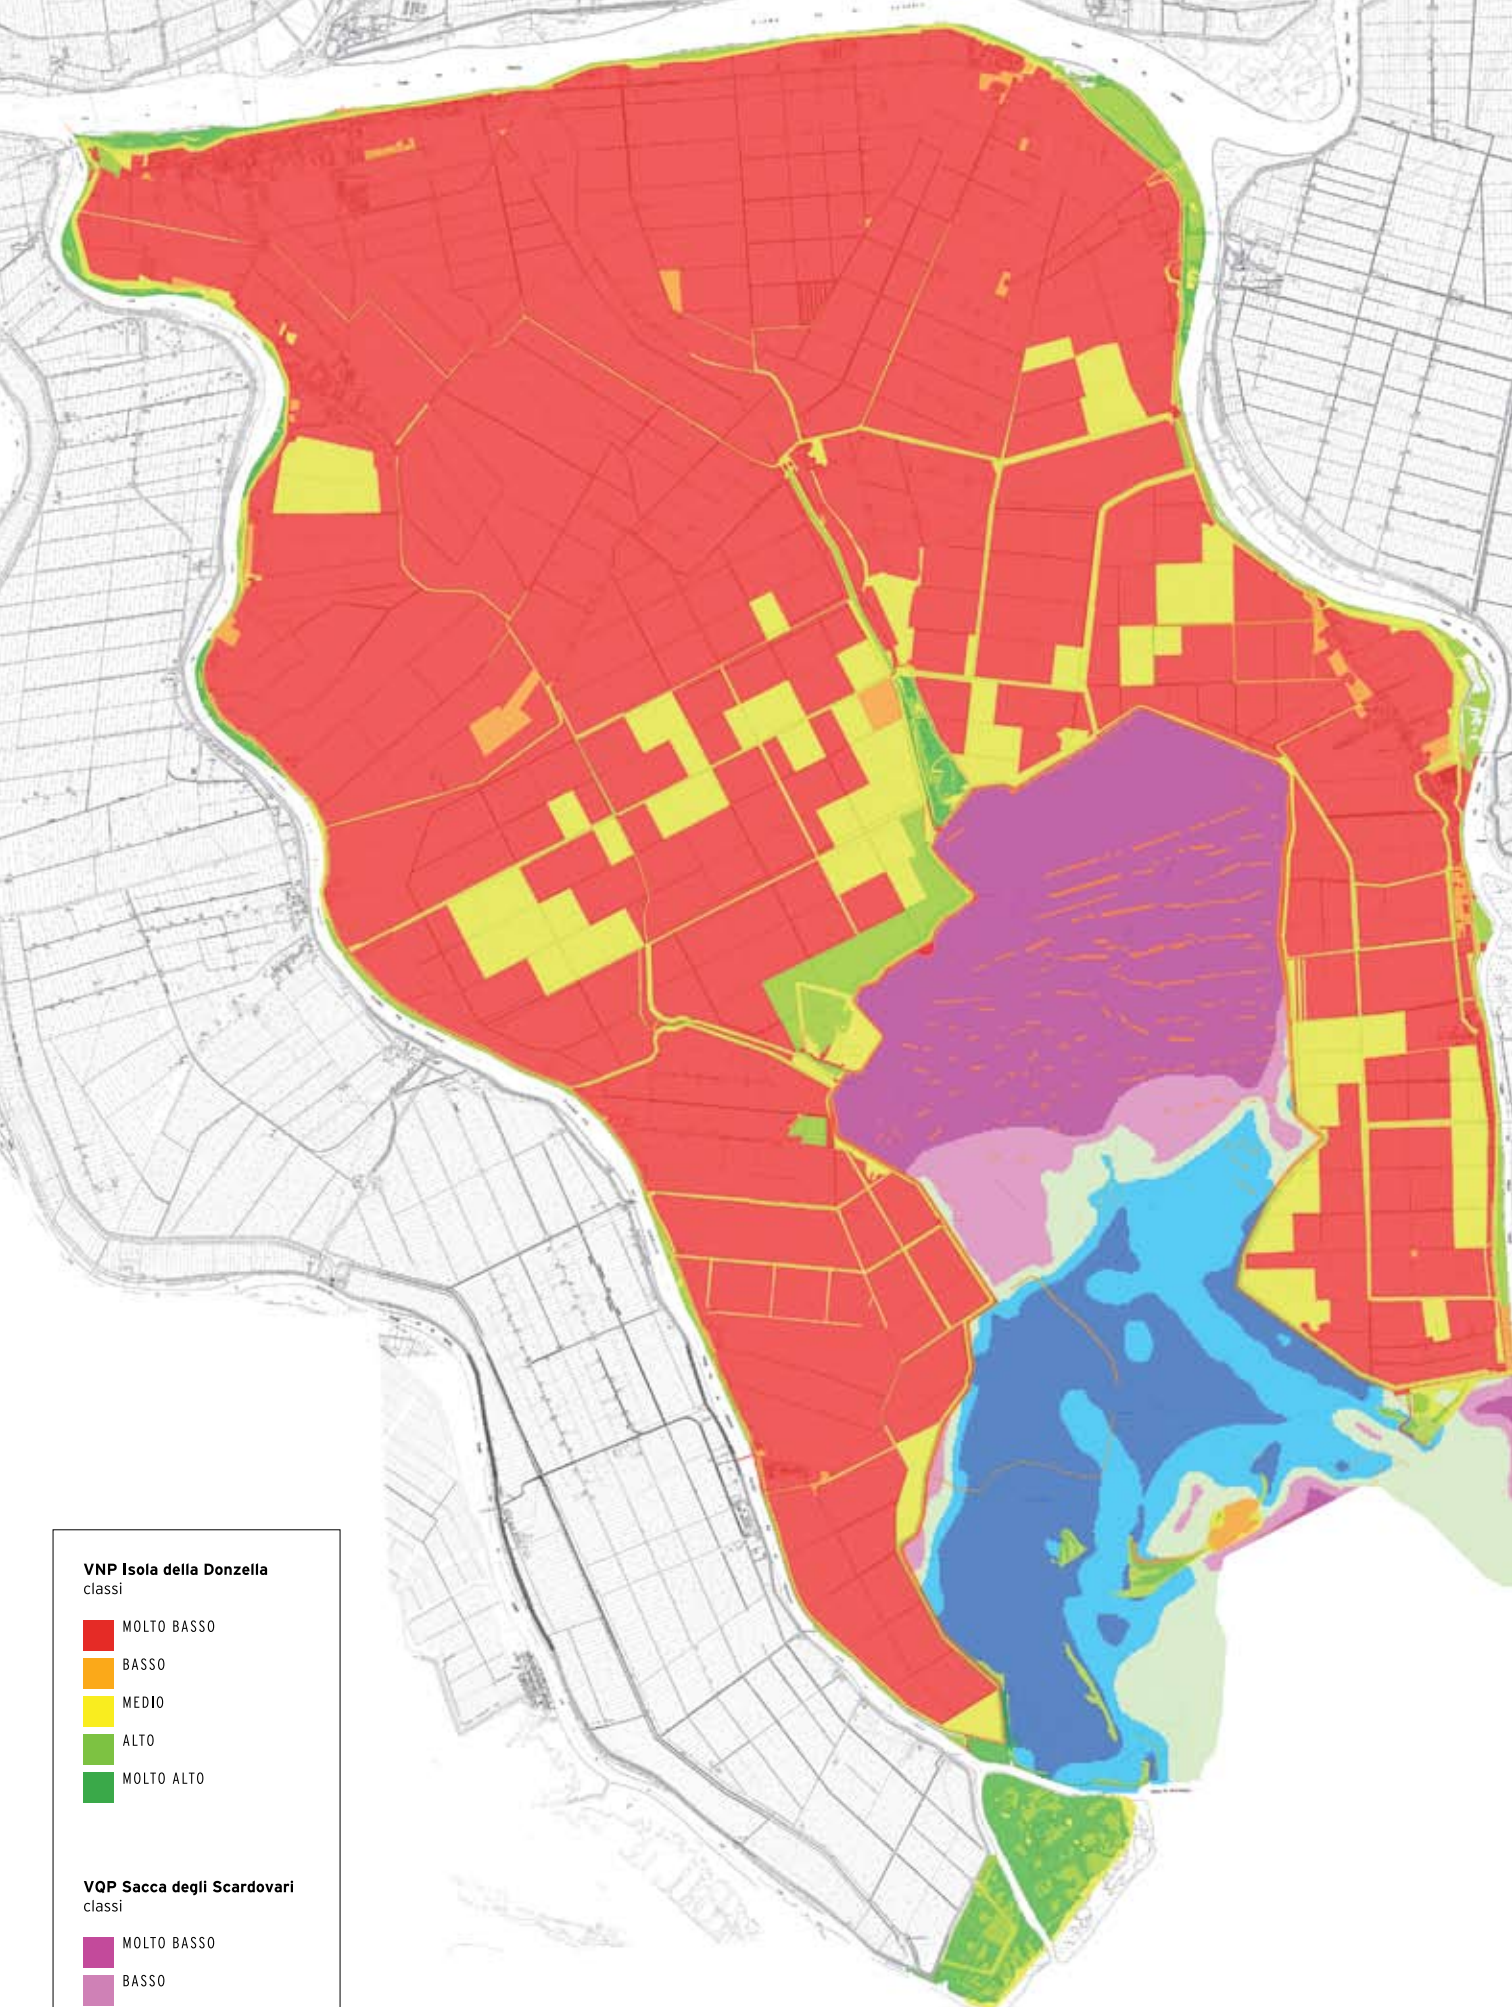 VNP Isola della Donzella
classi
MOLTO BASSO
BASSO
MEDIO
ALTO
MOLTO ALTO
VQP Sacca degli Scardovari
classi
MOLTO BASSO
BASSO